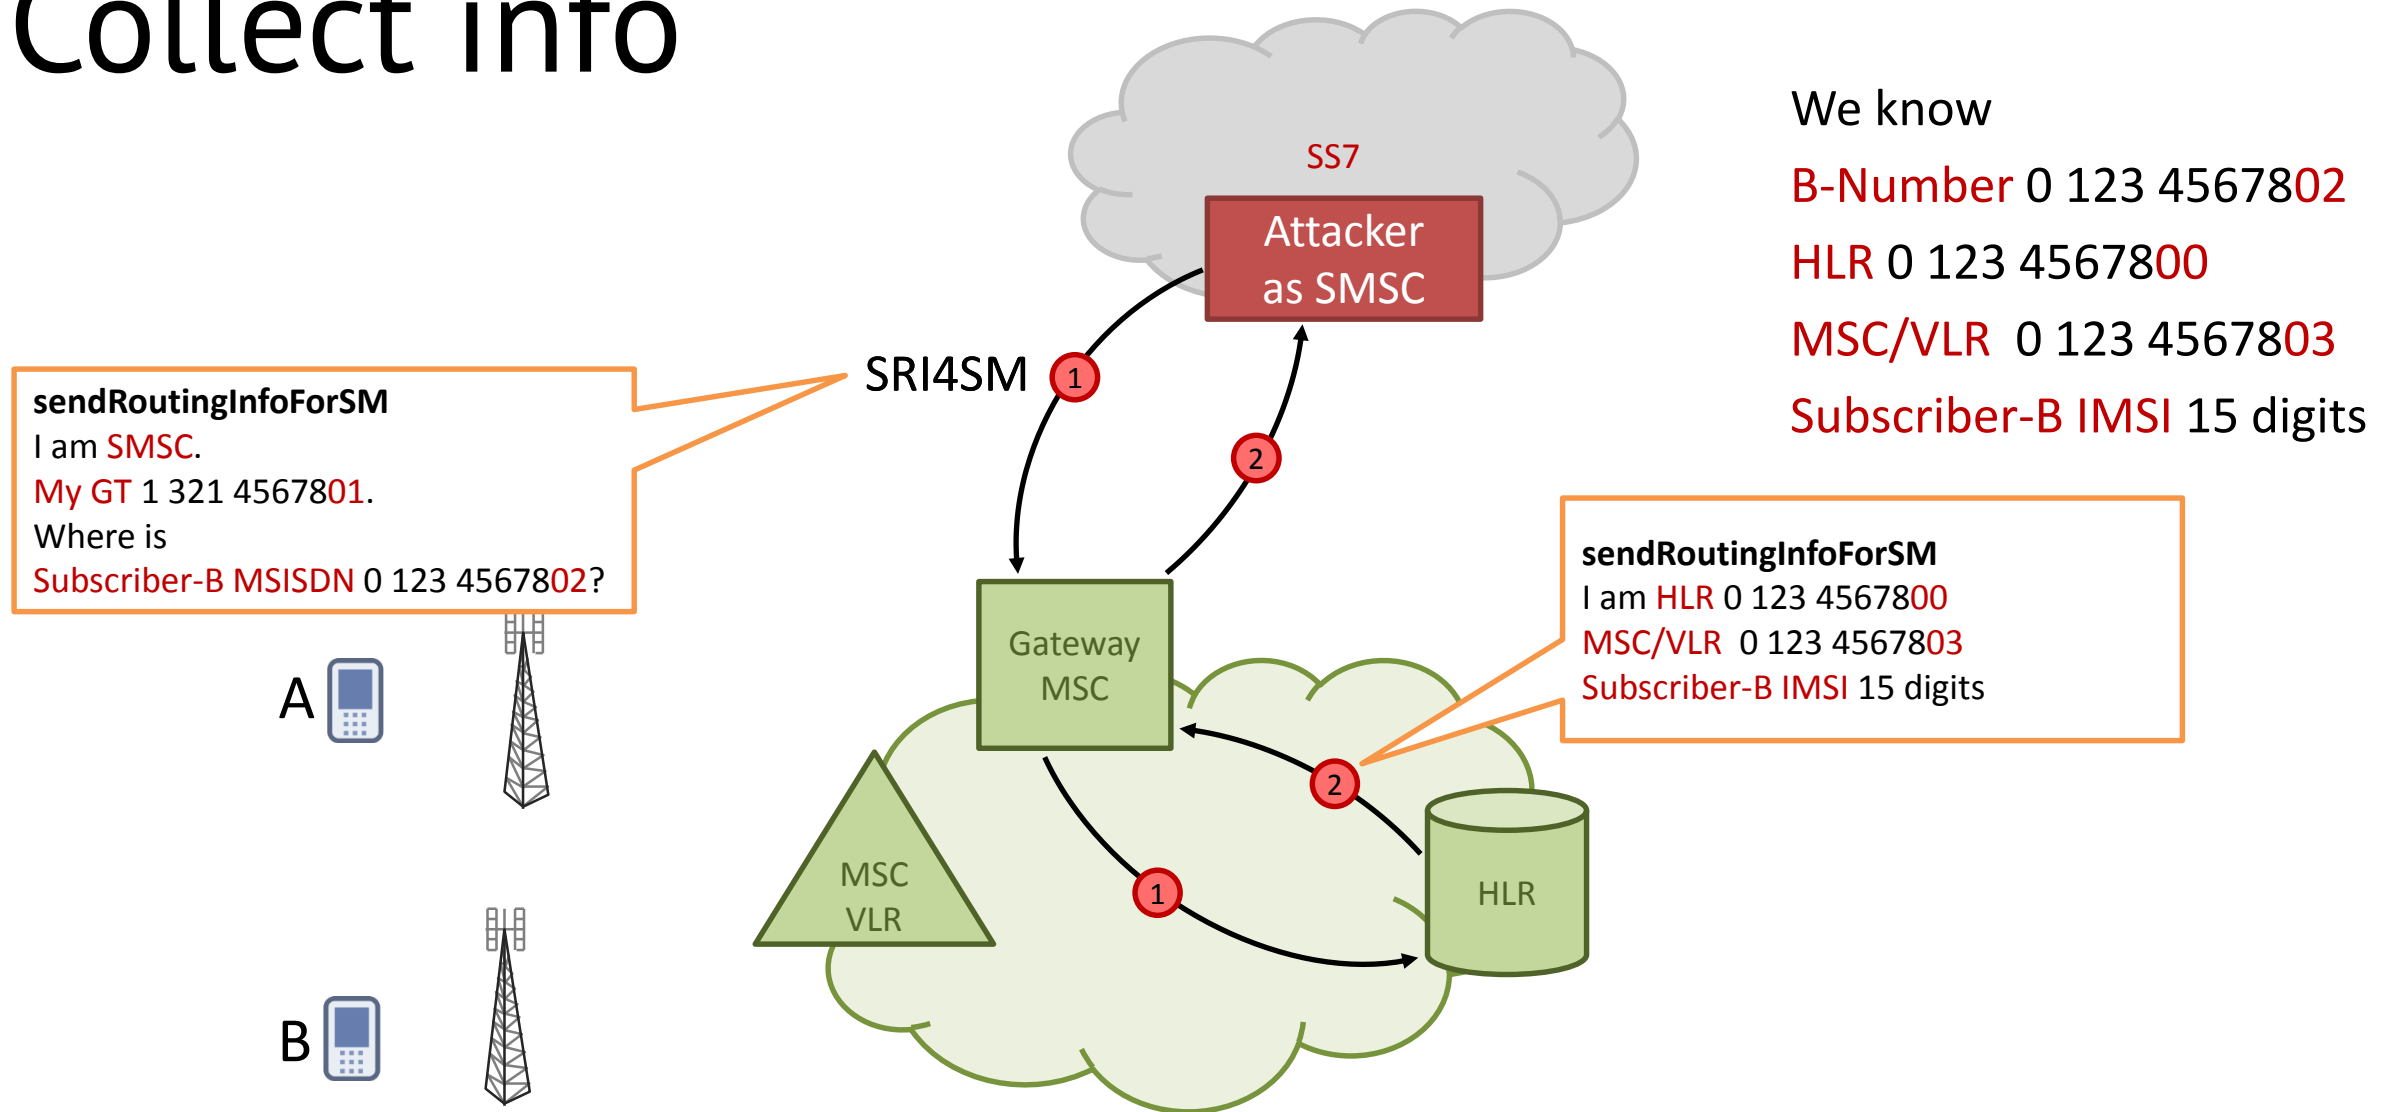 Collect info
SS7
Attacker
as SMSC
We know
B-Number 0 123 4567802
HLR 0 123 4567800
MSC/VLR 0 123 4567803
Subscriber-B IMSI 15 digits
SRI4SM
1
2
sendRoutingInfoForSM
I am SMSC.
My GT 1 321 4567801.
Where is
Subscriber-B MSISDN 0 123 4567802?
sendRoutingInfoForSM
I am HLR 0 123 4567800
MSC/VLR 0 123 4567803
Subscriber-B IMSI 15 digits
Gateway
MSC
A
2
MSC
VLR
1
HLR
B